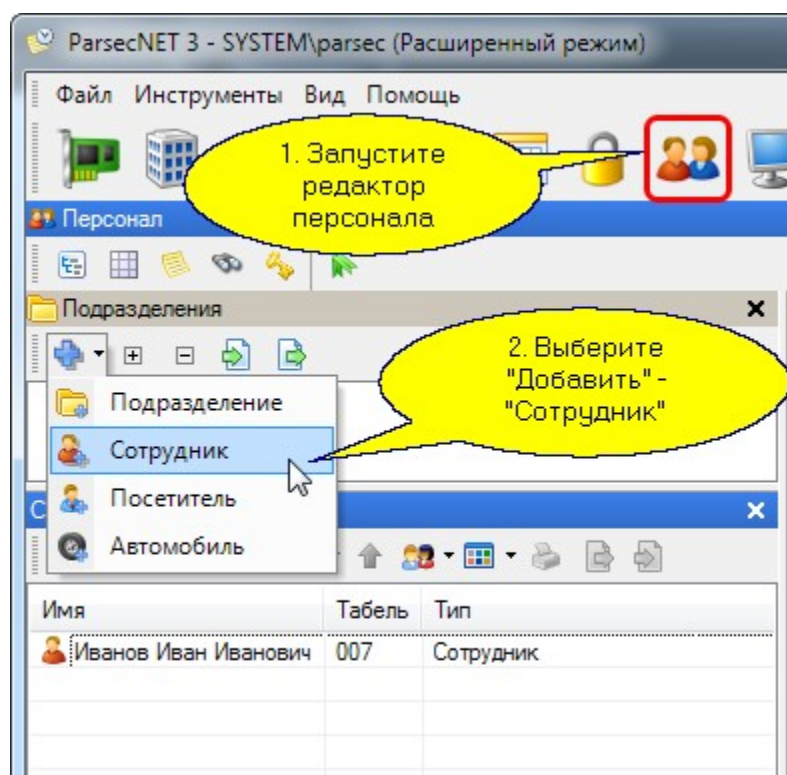 ParsecNET 3 - SYSTEM\parsec (Расширенный режим)
Файл Инструменты Вид Помощь
1. Запустите
редактор
персонала
Персонал
Подразделения
2. Выберите
"Добавить" -
"Сотрудник"
Подразделение
Сотрудник
Посетитель
Автомобиль
Имя Табель Тип
Иванов Иван Иванович 007 Сотрудник